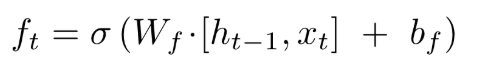 f_t = σ (W_f · [h_{t−1}, x_t] + b_f)